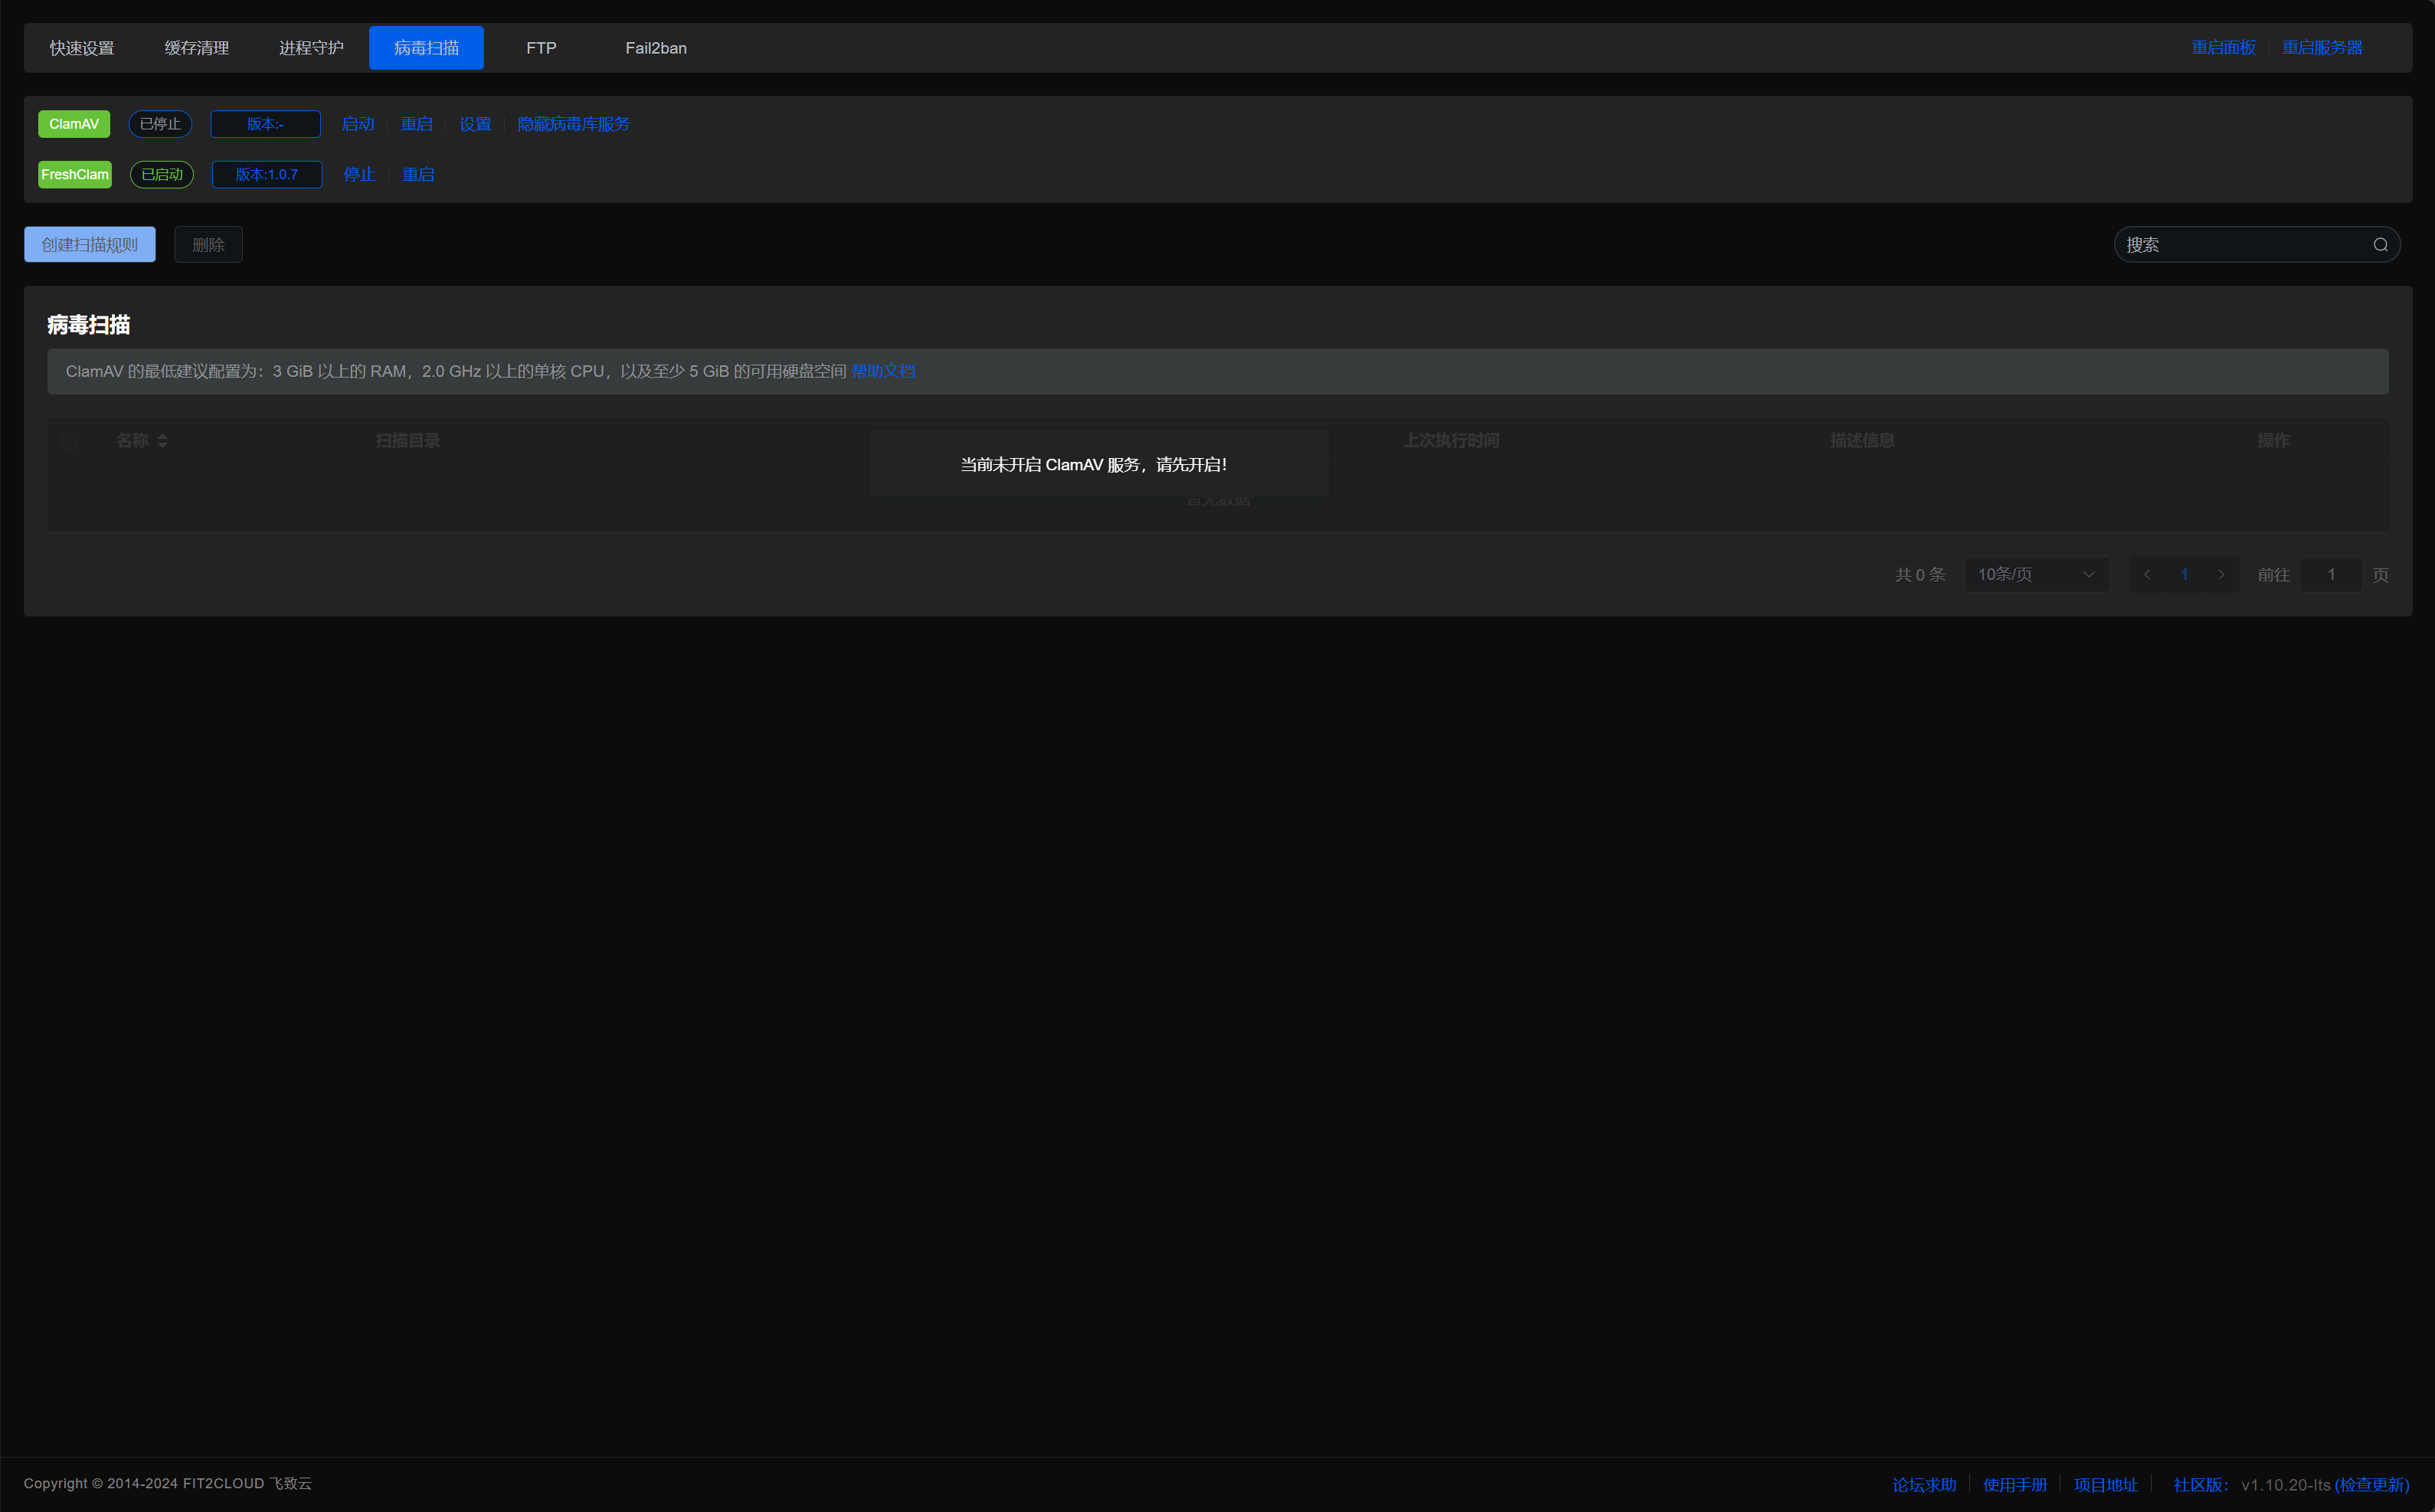 快速设置 缓存清理 进程守护 病毒扫描 FTP Fail2ban 重启面板 重启服务器
ClamAV 已停止 版本:- 启动 重启 设置 隐藏病毒库服务
FreshClam 已启动 版本:1.0.7 停止 重启
创建扫描规则 删除 搜索
病毒扫描
ClamAV 的最低建议配置为：3 GiB 以上的 RAM，2.0 GHz 以上的单核 CPU，以及至少 5 GiB 的可用硬盘空间 帮助文档
名称 扫描目录 上次执行时间 描述信息 操作
当前未开启 ClamAV 服务，请先开启！
暂无数据
共 0 条 10条/页 1 前往 1 页
Copyright © 2014-2024 FIT2CLOUD 飞致云 论坛求助 使用手册 项目地址 社区版： v1.10.20-lts (检查更新)